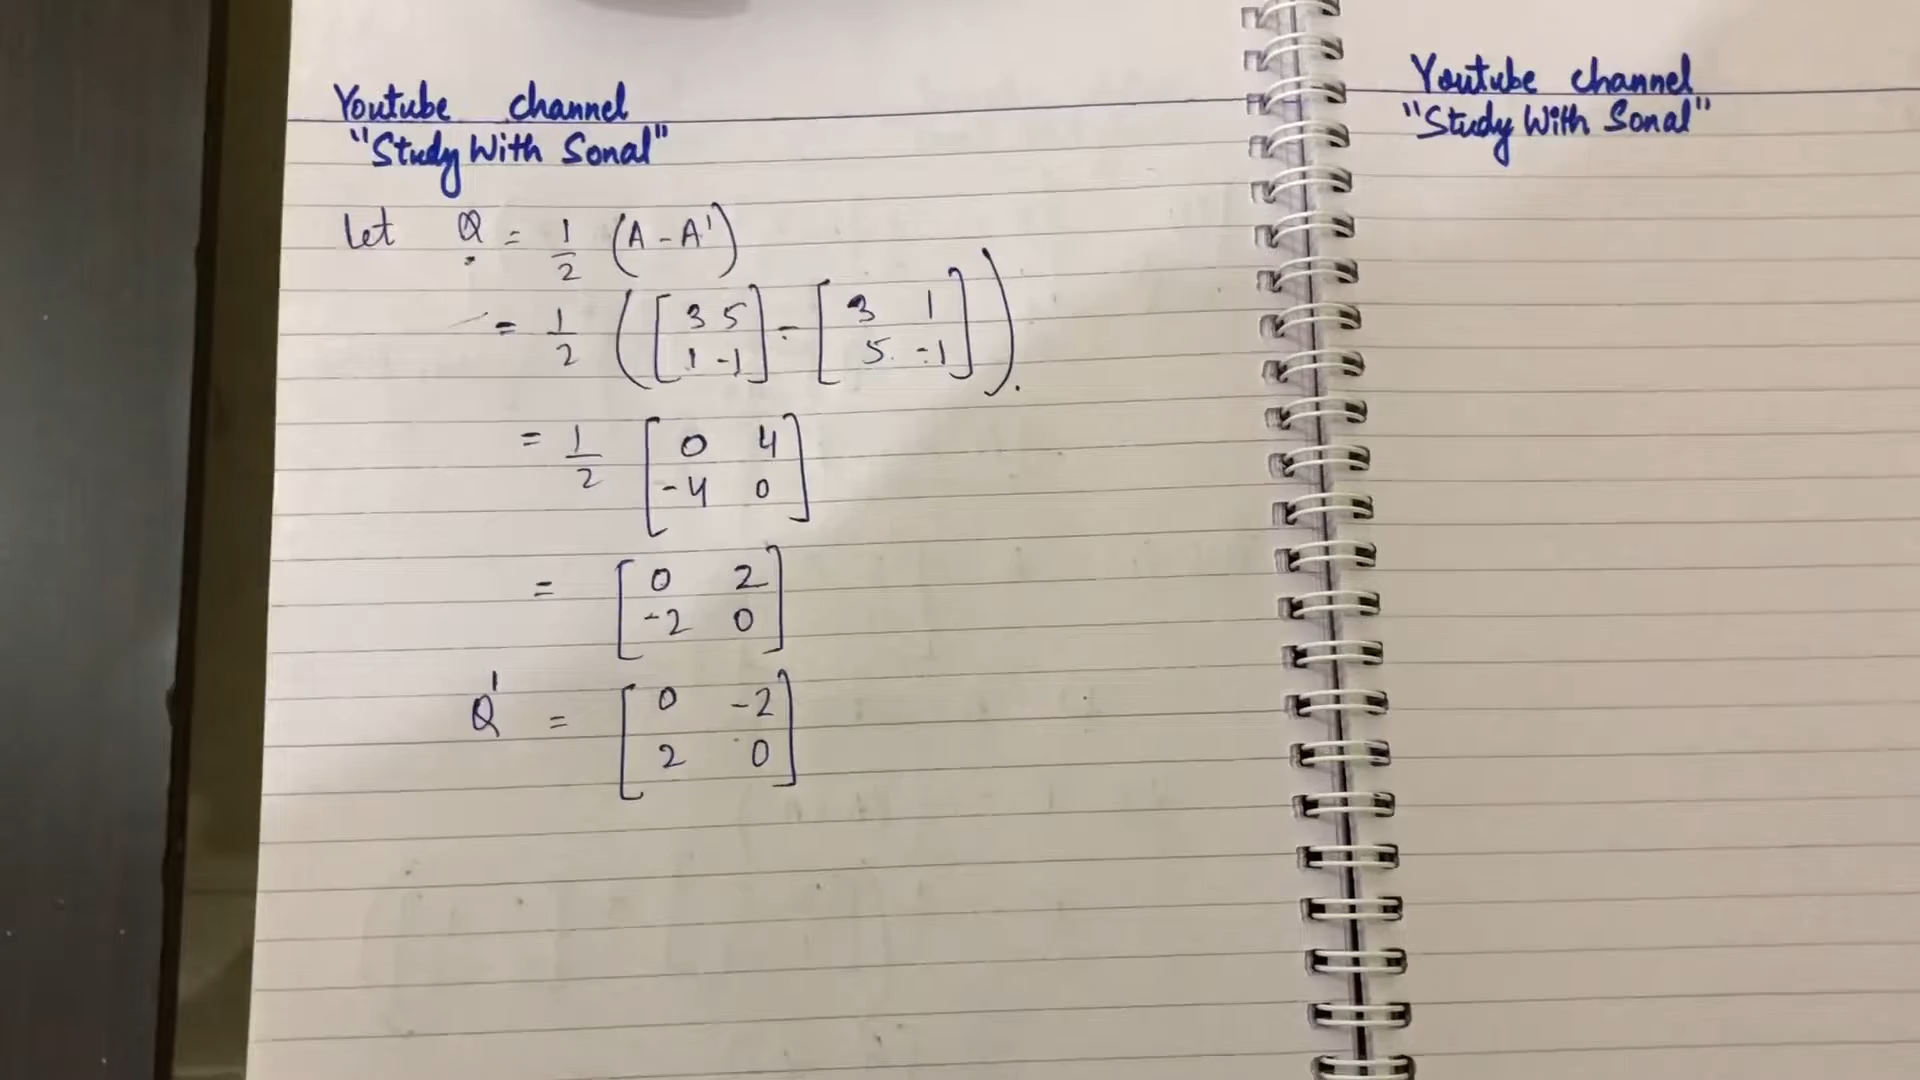 Youtube channel
"Study With Sonal"
Let Q = 1/2 (A - A')
= 1/2 ([3 5
1 -1] - [3 1
5 -1]).
= 1/2 [0 4
-4 0]
= [0 2
-2 0]
Q' = [0 -2
2 0]
Youtube channel
"Study With Sonal"